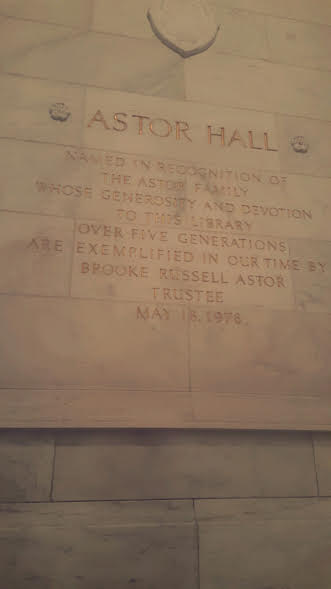 ASTOR HALL
NAMED IN RECOGNITION OF
THE ASTOR FAMILY
WHOSE GENEROSITY AND DEVOTION
TO THIS LIBRARY
OVER FIVE GENERATIONS
ARE EXEMPLIFIED IN OUR TIME BY
BROOKE RUSSELL ASTOR
TRUSTEE
MAY 18, 1978.